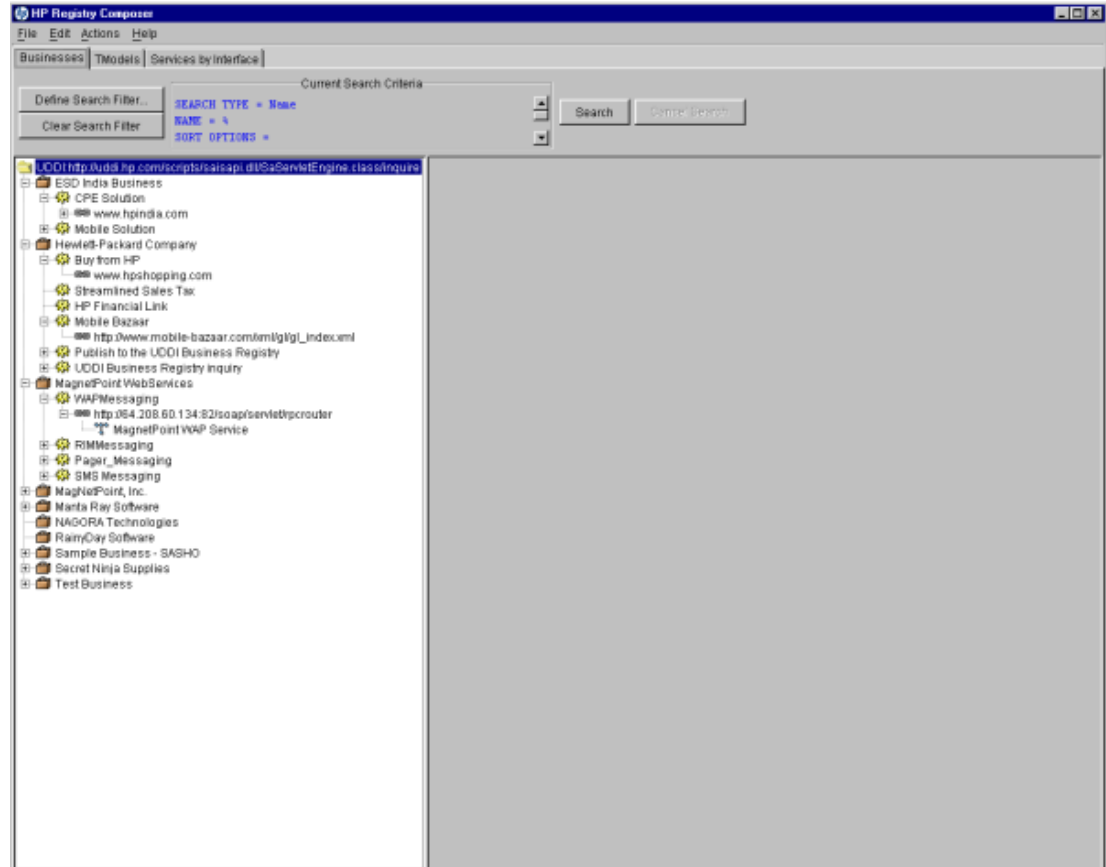 HP Registry Composer
File Edit Actions Help
Businesses TModels Services by Interface
Current Search Criteria
Define Search Filter...
Clear Search Filter
SEARCH TYPE = Name
NAME = %
SORT OPTIONS =
Search Cancel Search
UDDI:http://uddi.hp.com/scripts/saisapi.dll/SaServletEngine.class/inquire
ESD India Business
CPE Solution
www.hpindia.com
Mobile Solution
Hewlett-Packard Company
Buy from HP
www.hpshopping.com
Streamlined Sales Tax
HP Financial Link
Mobile Bazaar
http://www.mobile-bazaar.com/xml/gl/gl_index.xml
Publish to the UDDI Business Registry
UDDI Business Registry inquiry
MagnetPoint WebServices
WAPMessaging
http://64.208.60.134:82/soap/servlet/rpcrouter
MagnetPoint WAP Service
RIMMessaging
Pager_Messaging
SMS Messaging
MagNetPoint, Inc.
Manta Ray Software
NAGORA Technologies
RainyDay Software
Sample Business - SASHO
Secret Ninja Supplies
Test Business